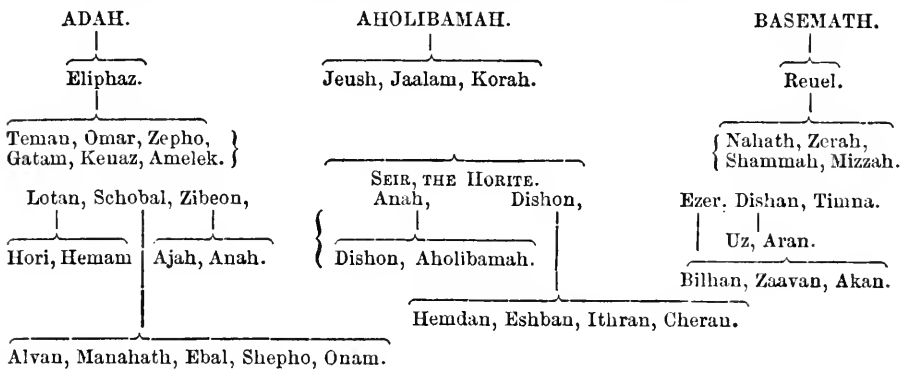 ADAH. AHOLIBAMAH. BASEMATH.
Eliphaz. Jeush, Jaalam, Korah. Reuel.
Teman, Omar, Zepho,
Gatam, Kenaz, Amelek.
Nahath, Zerah,
Shammah, Mizzah.
SEIR, THE HORITE.
Lotan, Schobal, Zibeon, Anah, Dishon, Ezer, Dishan, Timna.
Uz, Aran.
Hori, Hemam Ajah, Anah. Dishon, Aholibamah.
Bilhan, Zaavan, Akan.
Hemdan, Eshban, Ithran, Cheran.
Alvan, Manahath, Ebal, Shepho, Onam.